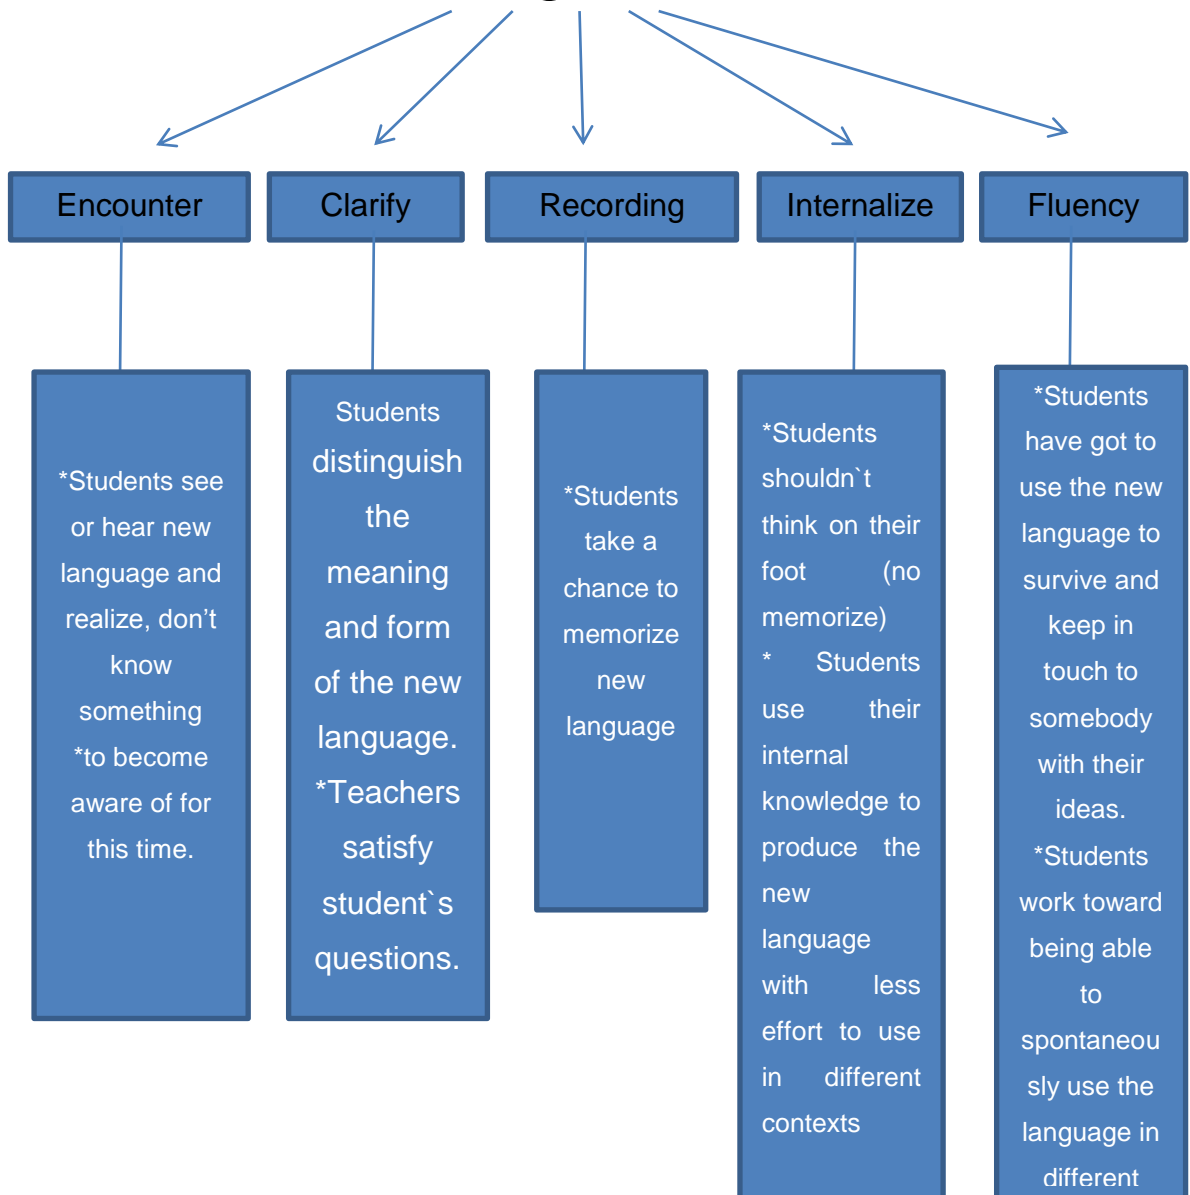 Encounter
Clarify
Recording
Internalize
Fluency
*Students see
or hear new
language and
realize, don’t
know
something
*to become
aware of for
this time.
Students
distinguish
the
meaning
and form
of the new
language.
*Teachers
satisfy
student`s
questions.
*Students
take a
chance to
memorize
new
language
*Students
shouldn`t
think on their
foot (no
memorize)
* Students
use their
internal
knowledge to
produce the
new
language
with less
effort to use
in different
contexts
*Students
have got to
use the new
language to
survive and
keep in
touch to
somebody
with their
ideas.
*Students
work toward
being able
to
spontaneou
sly use the
language in
different